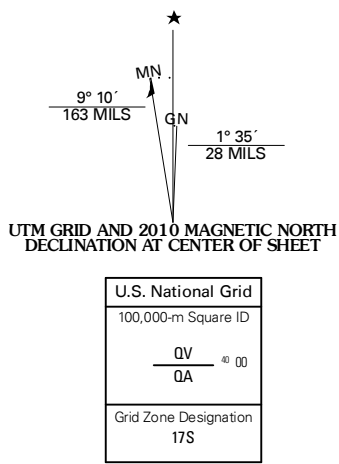 ★
MN
GN
9° 10´
163 MILS
1° 35´
28 MILS
UTM GRID AND 2010 MAGNETIC NORTH
DECLINATION AT CENTER OF SHEET
U.S. National Grid
100,000-m Square ID
QV
QA
40 00
Grid Zone Designation
17S